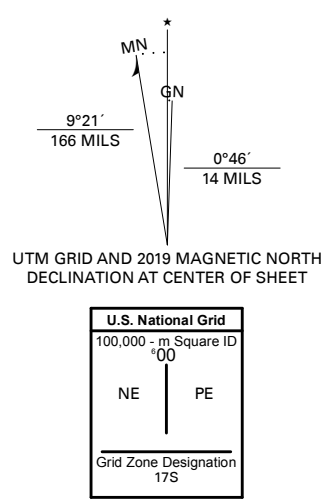 ★
MN
GN
9°21´
166 MILS
0°46´
14 MILS
UTM GRID AND 2019 MAGNETIC NORTH
DECLINATION AT CENTER OF SHEET
U.S. National Grid
100,000 - m Square ID
⁶00
NE PE
Grid Zone Designation
17S